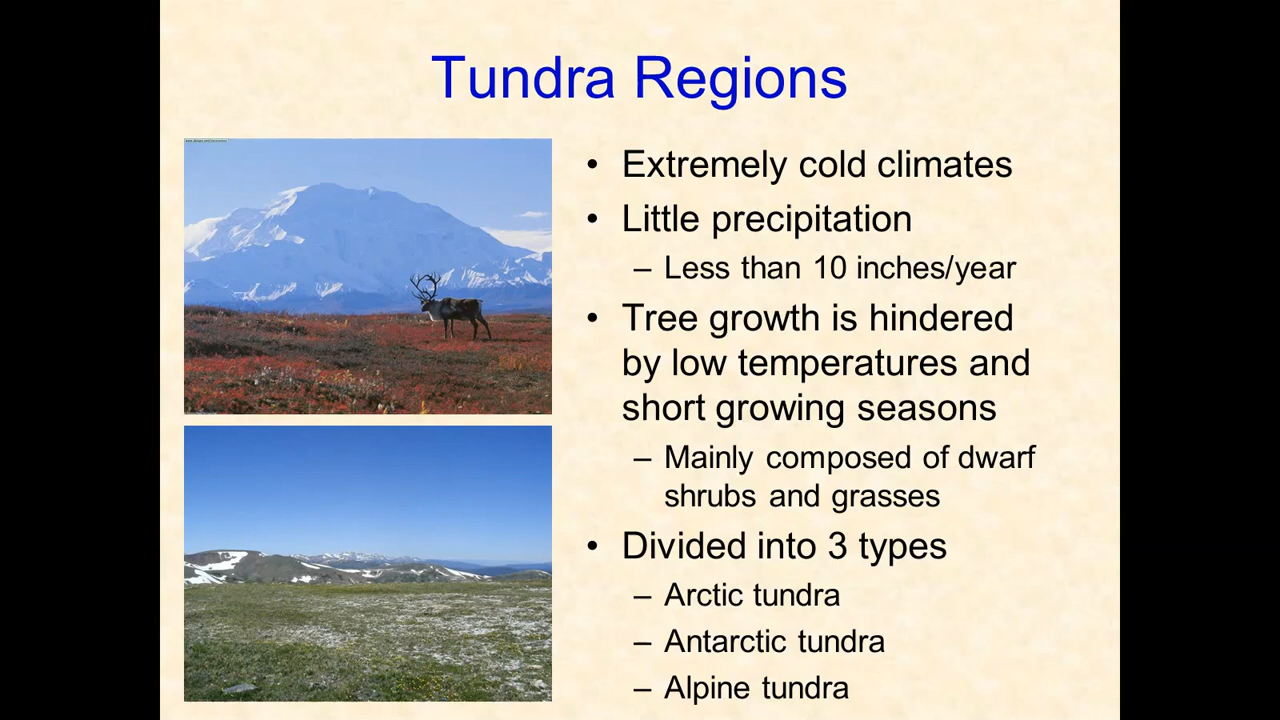 Tundra Regions
• Extremely cold climates
• Little precipitation
– Less than 10 inches/year
• Tree growth is hindered
by low temperatures and
short growing seasons
– Mainly composed of dwarf
shrubs and grasses
• Divided into 3 types
– Arctic tundra
– Antarctic tundra
– Alpine tundra